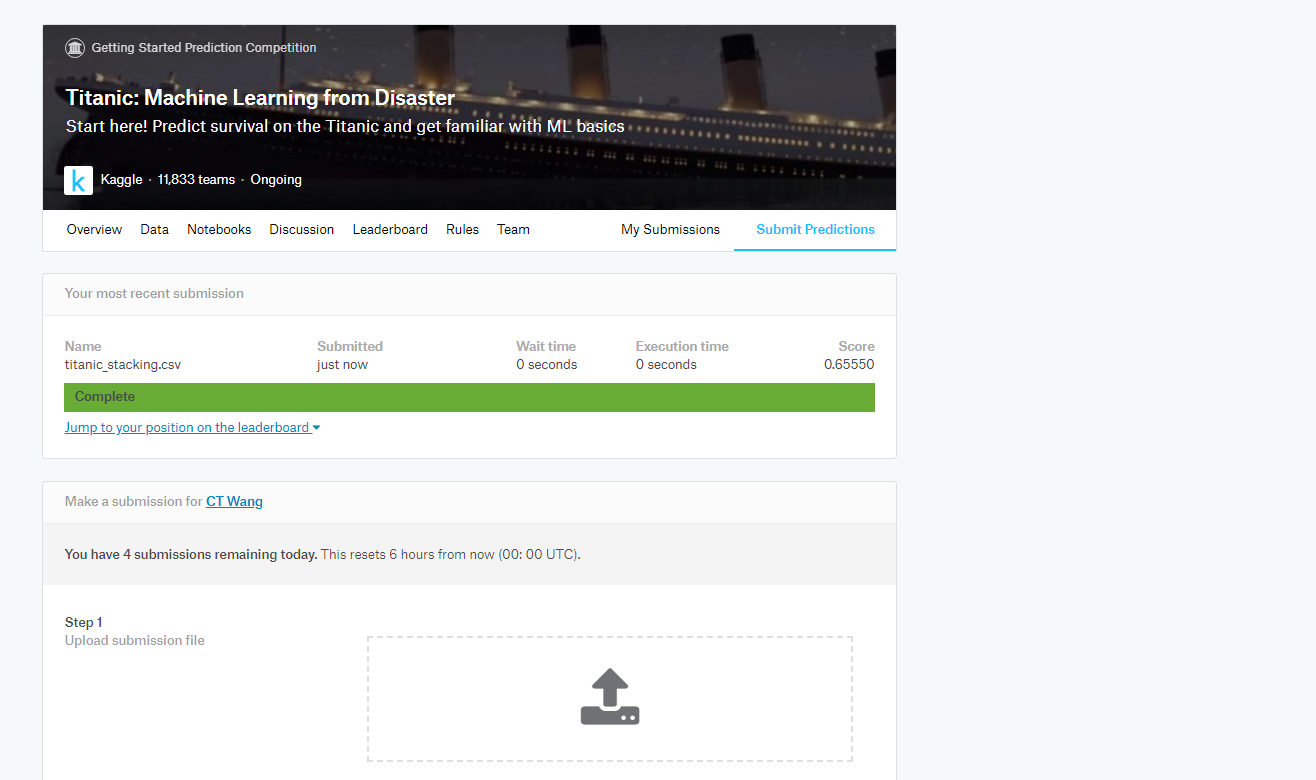 Getting Started Prediction Competition
Titanic: Machine Learning from Disaster
Start here! Predict survival on the Titanic and get familiar with ML basics
k Kaggle · 11,833 teams · Ongoing
Overview Data Notebooks Discussion Leaderboard Rules Team My Submissions Submit Predictions
Your most recent submission
Name Submitted Wait time Execution time Score
titanic_stacking.csv just now 0 seconds 0 seconds 0.65550
Complete
Jump to your position on the leaderboard
Make a submission for CT Wang
You have 4 submissions remaining today. This resets 6 hours from now (00: 00 UTC).
Step 1
Upload submission file